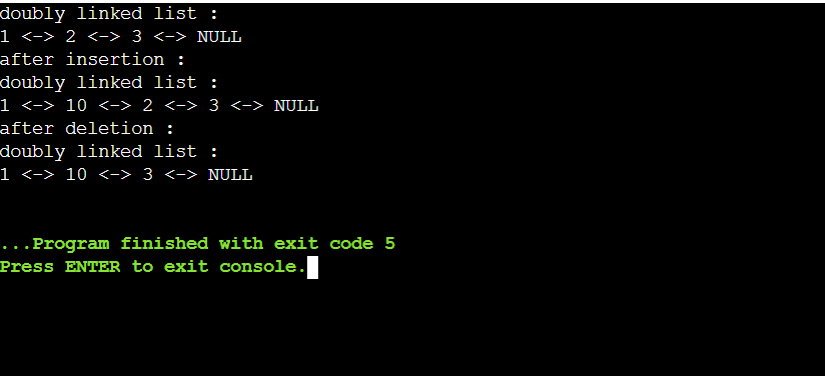 doubly linked list :
1 <-> 2 <-> 3 <-> NULL
after insertion :
doubly linked list :
1 <-> 10 <-> 2 <-> 3 <-> NULL
after deletion :
doubly linked list :
1 <-> 10 <-> 3 <-> NULL
...Program finished with exit code 5
Press ENTER to exit console.